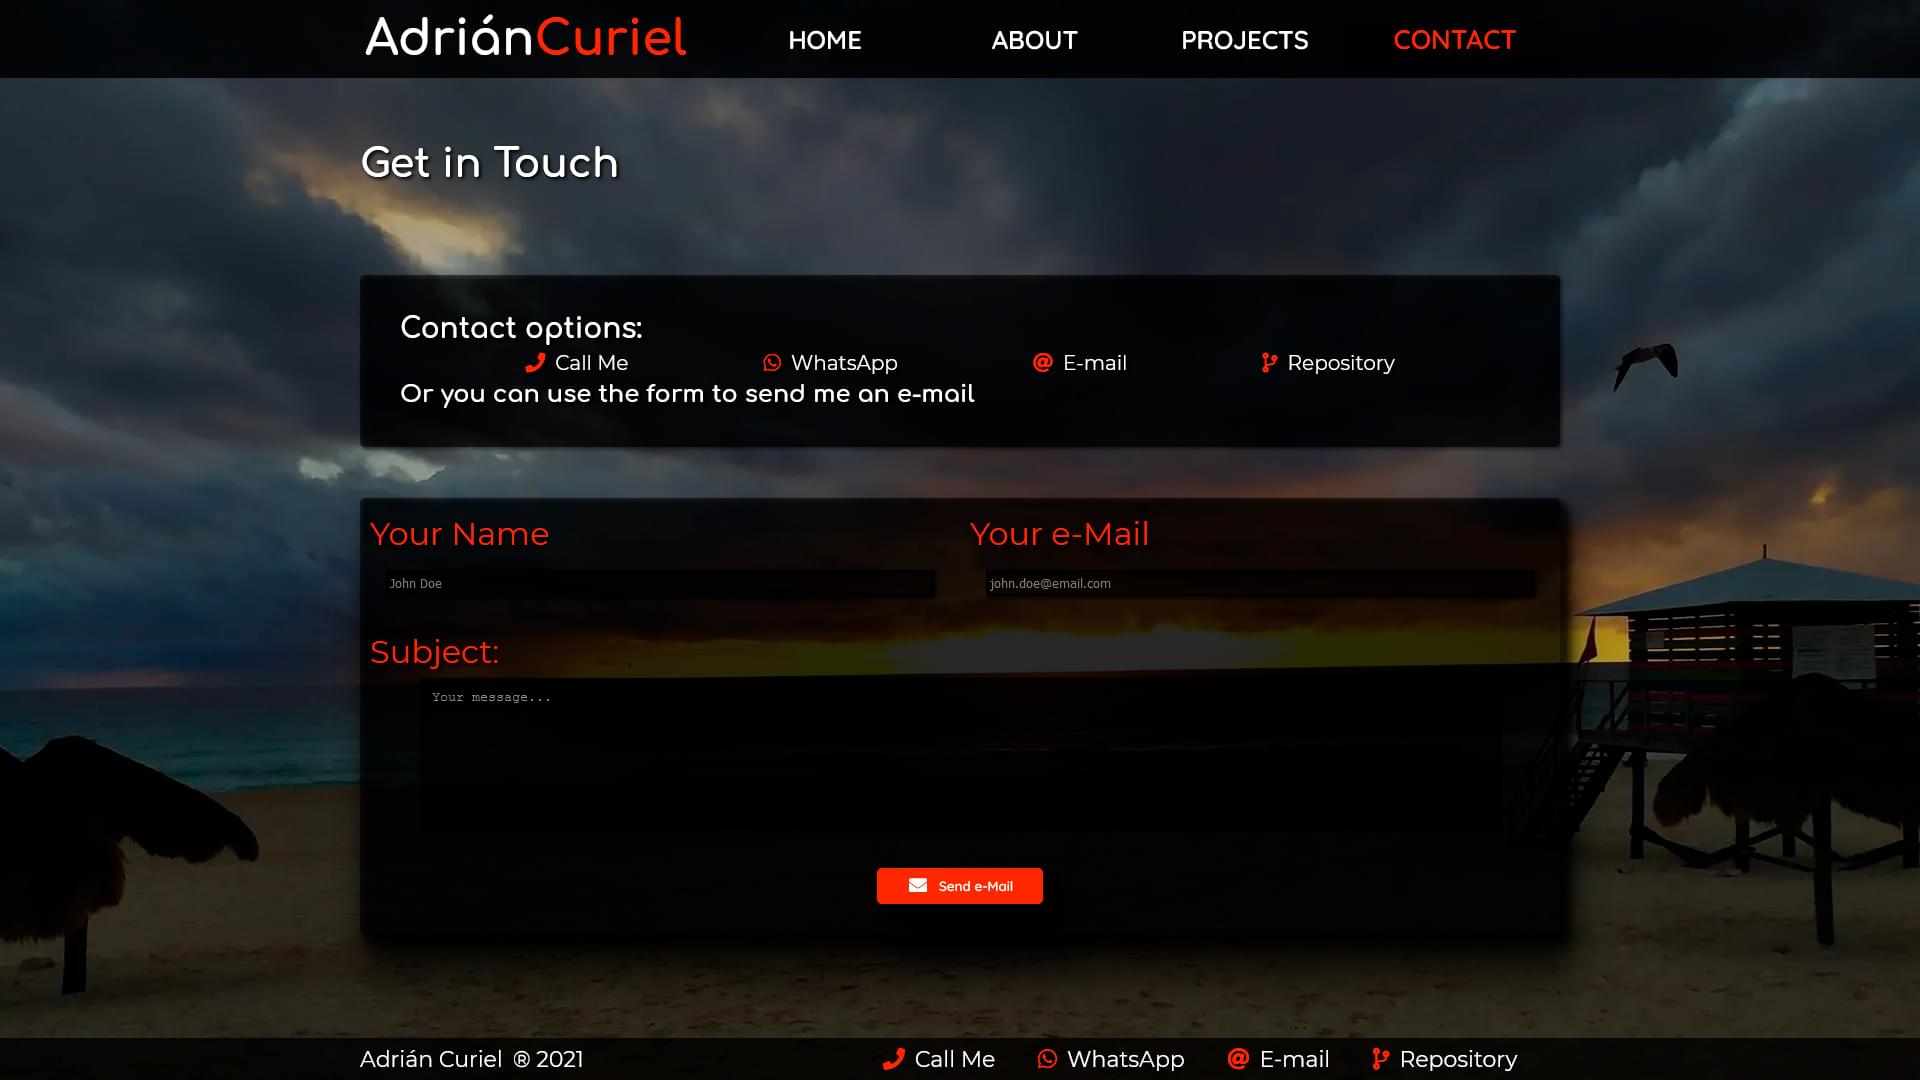 AdriánCuriel HOME ABOUT PROJECTS CONTACT
Get in Touch
Contact options:
Call Me WhatsApp E-mail Repository
Or you can use the form to send me an e-mail
Your Name Your e-Mail
John Doe john.doe@email.com
Subject:
Your message...
Send e-Mail
Adrián Curiel ® 2021 Call Me WhatsApp E-mail Repository